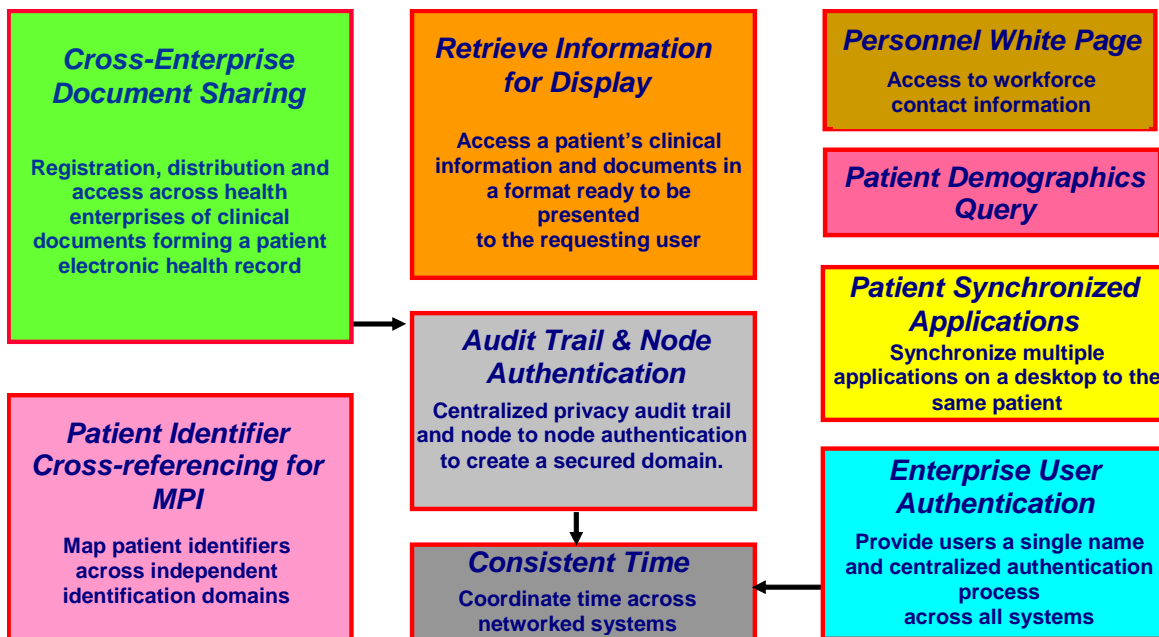 Cross-Enterprise
Document Sharing
Registration, distribution and
access across health
enterprises of clinical
documents forming a patient
electronic health record
Patient Identifier
Cross-referencing for
MPI
Map patient identifiers
across independent
identification domains
Retrieve Information
for Display
Access a patient’s clinical
information and documents in
a format ready to be
presented
to the requesting user
Audit Trail & Node
Authentication
Centralized privacy audit trail
and node to node authentication
to create a secured domain.
Consistent Time
Coordinate time across
networked systems
Personnel White Page
Access to workforce
contact information
Patient Demographics
Query
Patient Synchronized
Applications
Synchronize multiple
applications on a desktop to the
same patient
Enterprise User
Authentication
Provide users a single name
and centralized authentication
process
across all systems